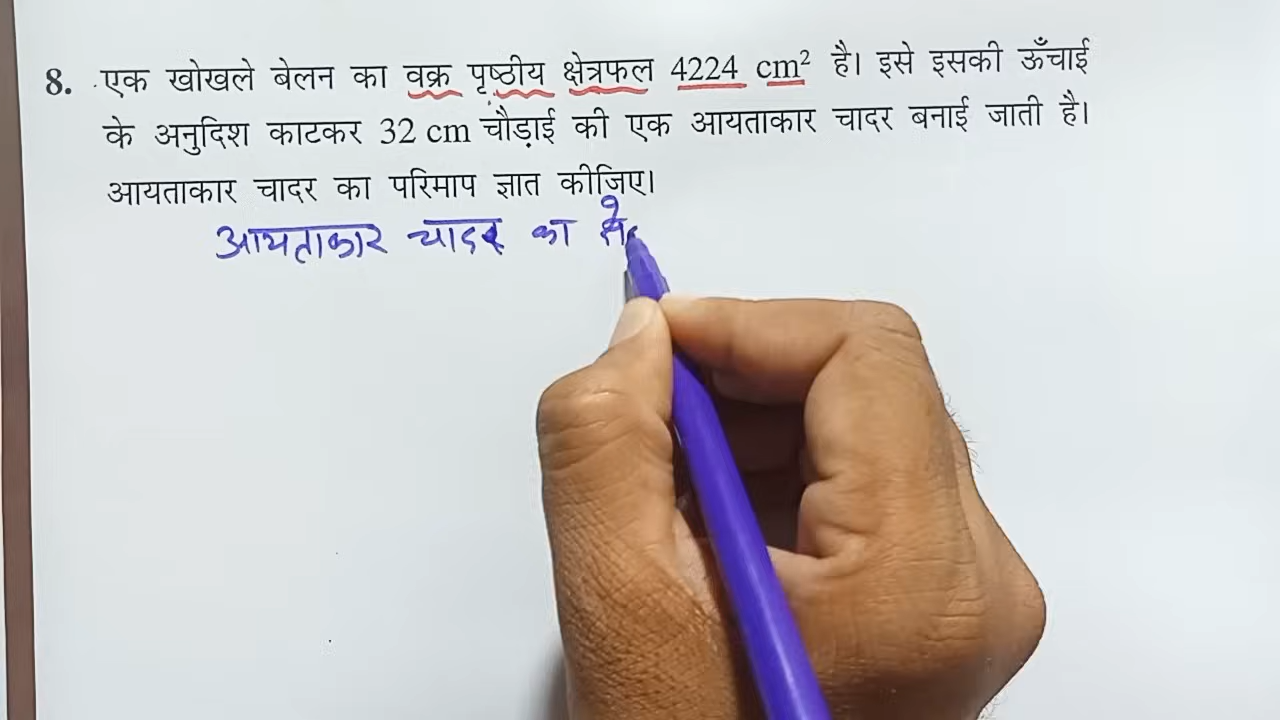 8. एक खोखले बेलन का वक्र पृष्ठीय क्षेत्रफल 4224 cm² है। इसे इसकी ऊँचाई
के अनुदिश काटकर 32 cm चौड़ाई की एक आयताकार चादर बनाई जाती है।
आयताकार चादर का परिमाप ज्ञात कीजिए।
आयताकार चादर का